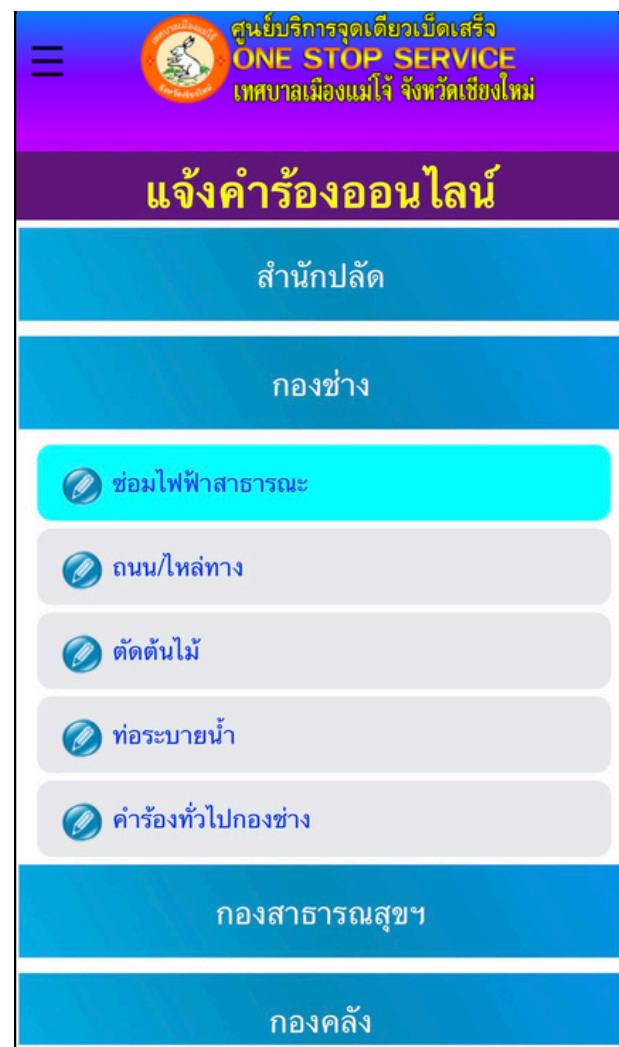 ศูนย์บริการจุดเดียวเบ็ดเสร็จ
ONE STOP SERVICE
เทศบาลเมืองแม่โจ้ จังหวัดเชียงใหม่
แจ้งคำร้องออนไลน์
สำนักปลัด
กองช่าง
ซ่อมไฟฟ้าสาธารณะ
ถนน/ไหล่ทาง
ตัดต้นไม้
ท่อระบายน้ำ
คำร้องทั่วไปกองช่าง
กองสาธารณสุขฯ
กองคลัง